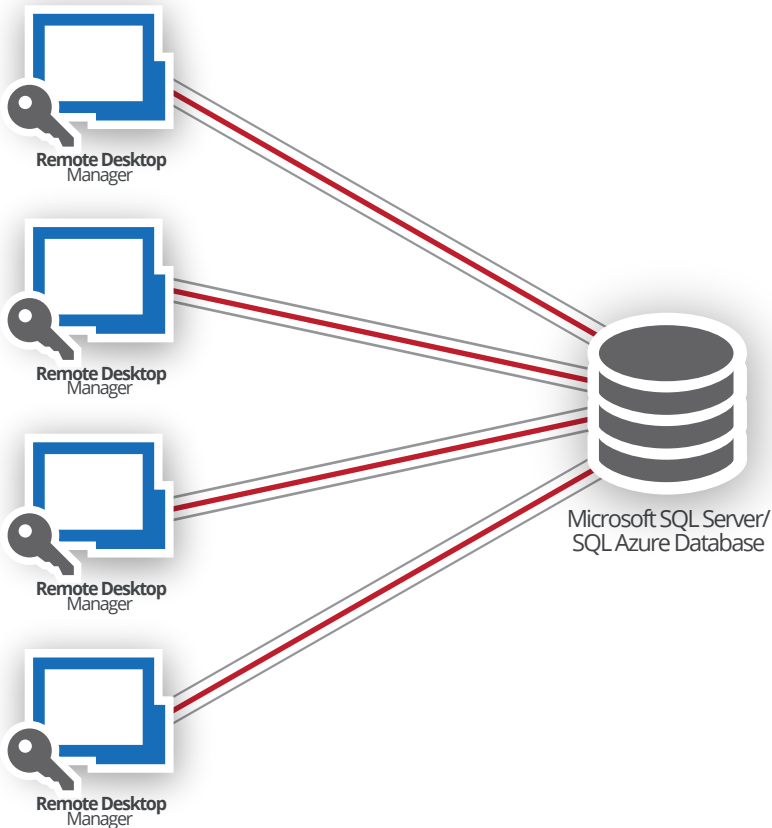 Remote Desktop
Manager
Remote Desktop
Manager
Remote Desktop
Manager
Remote Desktop
Manager
Microsoft SQL Server/
SQL Azure Database